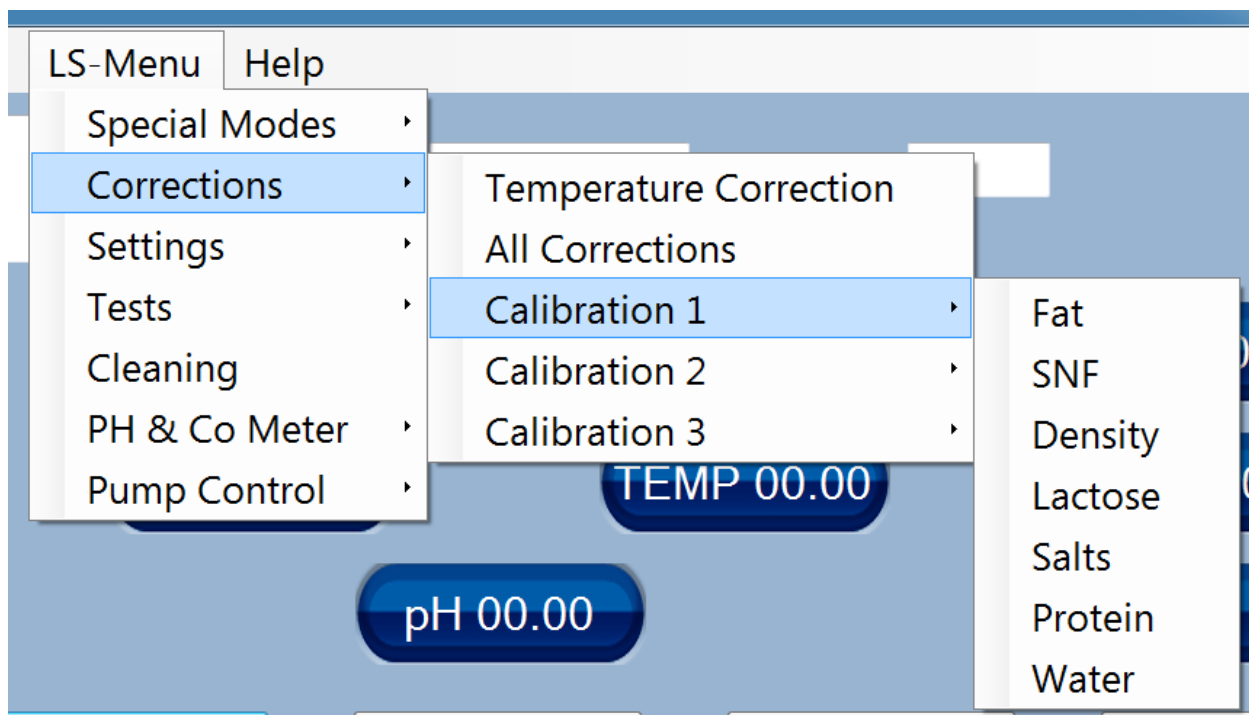 LS-Menu Help
Special Modes
Corrections
Settings
Tests
Cleaning
PH & Co Meter
Pump Control
Temperature Correction
All Corrections
Calibration 1
Calibration 2
Calibration 3
Fat
SNF
Density
Lactose
Salts
Protein
Water
TEMP 00.00
pH 00.00